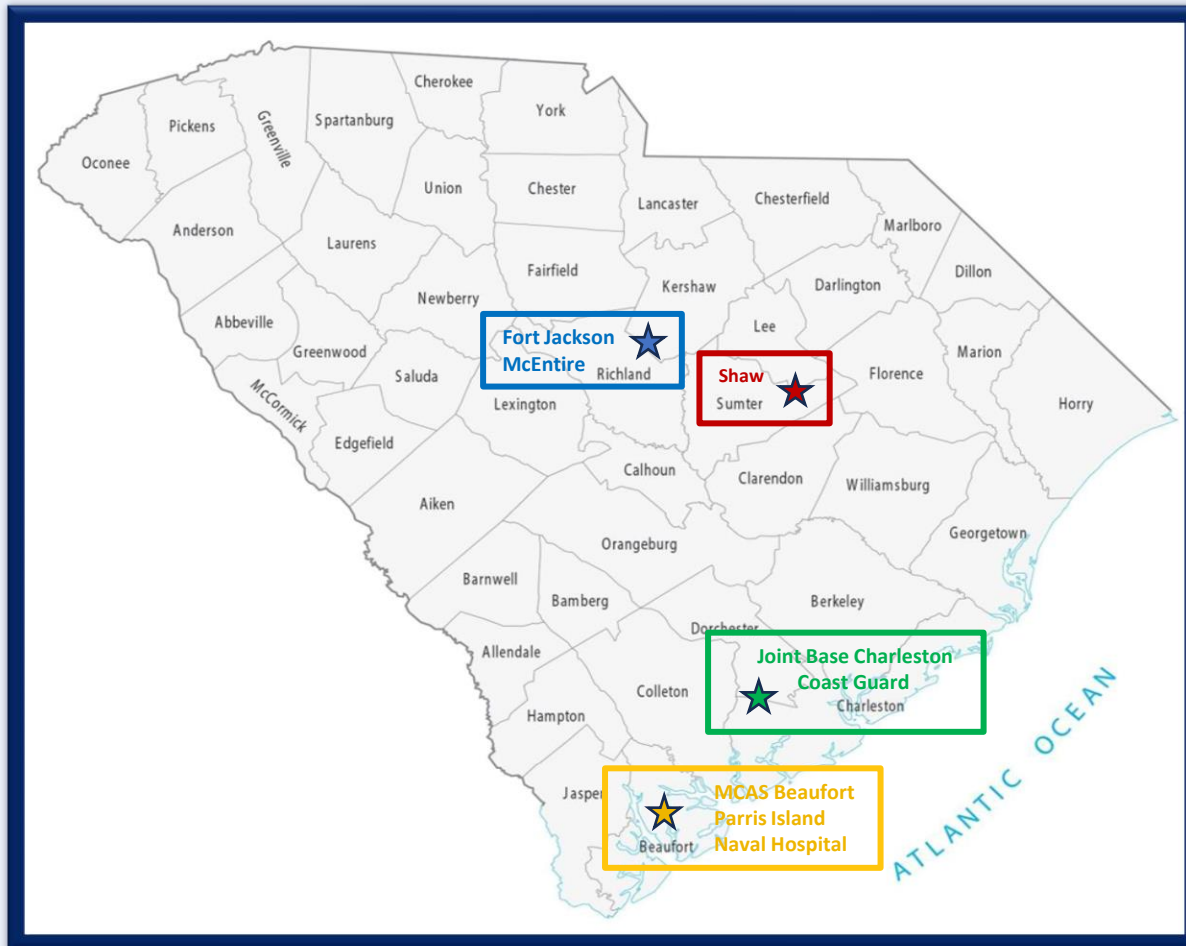 Cherokee
York
Spartanburg
Pickens
Greenville
Oconee
Union
Chester
Lancaster
Chesterfield
Marlboro
Anderson
Laurens
Fairfield
Kershaw
Darlington
Dillon
Newberry
Abbeville
Greenwood
Lee
Marion
Fort Jackson
McEntire
Richland
Saluda
Shaw
Sumter
Florence
Horry
McCormick
Lexington
Edgefield
Calhoun
Clarendon
Williamsburg
Aiken
Georgetown
Orangeburg
Barnwell
Bamberg
Berkeley
Dorchester
Allendale
Joint Base Charleston
Coast Guard
Colleton
Charleston
Hampton
Jasper
MCAS Beaufort
Parris Island
Naval Hospital
Beaufort
ATLANTIC OCEAN